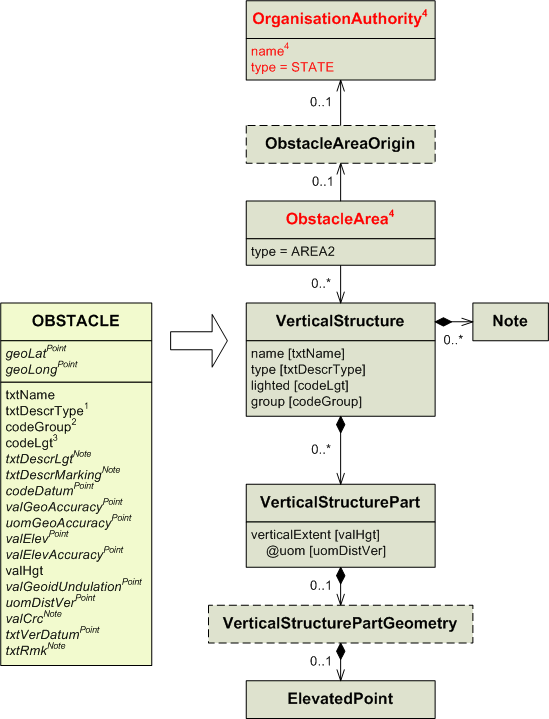 OrganisationAuthority4
name4
type = STATE
0..1
ObstacleAreaOrigin
0..1
ObstacleArea4
type = AREA2
0..*
OBSTACLE
geoLatPoint
geoLongPoint
txtName
txtDescrType1
codeGroup2
codeLgt3
txtDescrLgtNote
txtDescrMarkingNote
codeDatumPoint
valGeoAccuracyPoint
uomGeoAccuracyPoint
valElevPoint
valElevAccuracyPoint
valHgt
valGeoidUndulationPoint
uomDistVerPoint
valCrcNote
txtVerDatumPoint
txtRmkNote
VerticalStructure
name [txtName]
type [txtDescrType]
lighted [codeLgt]
group [codeGroup]
0..*
Note
0..*
VerticalStructurePart
verticalExtent [valHgt]
@uom [uomDistVer]
0..1
VerticalStructurePartGeometry
0..1
ElevatedPoint